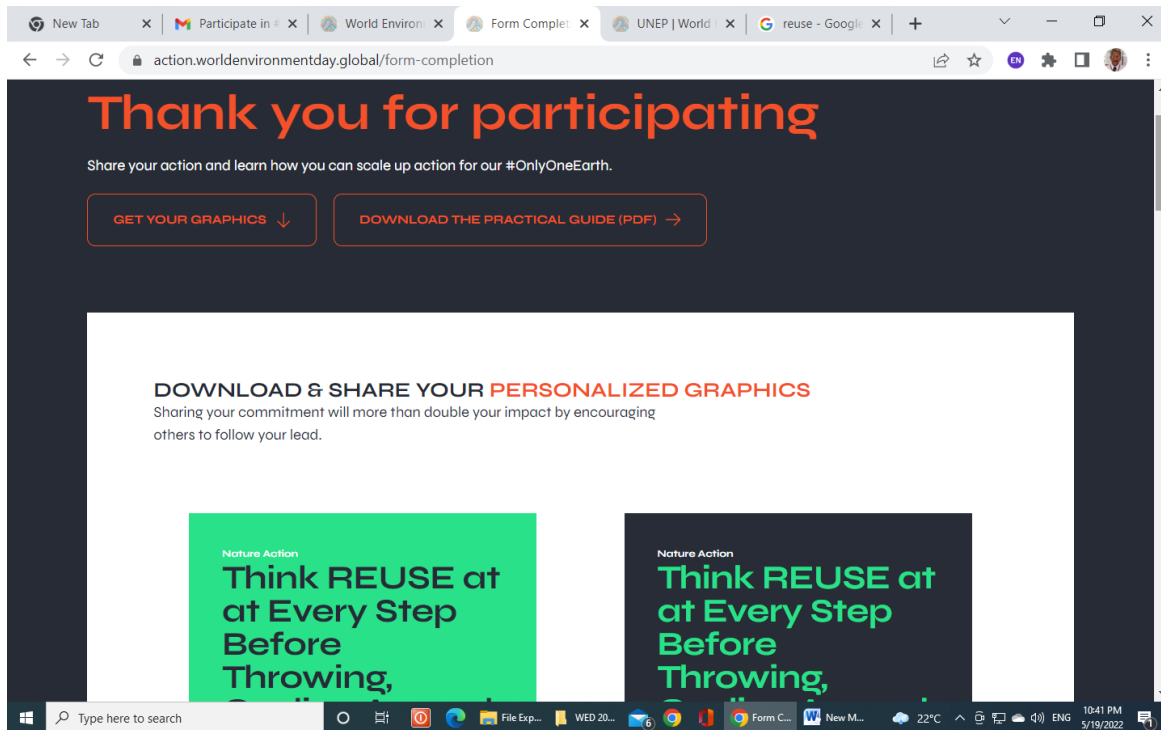 New Tab
Participate in #
World Environ
Form Complet
UNEP | World
reuse - Google
action.worldenvironmentday.global/form-completion
EN
Thank you for participating
Share your action and learn how you can scale up action for our #OnlyOneEarth.
GET YOUR GRAPHICS
DOWNLOAD THE PRACTICAL GUIDE (PDF)
DOWNLOAD & SHARE YOUR PERSONALIZED GRAPHICS
Sharing your commitment will more than double your impact by encouraging
others to follow your lead.
Nature Action
Think REUSE at
at Every Step
Before
Throwing,
Nature Action
Think REUSE at
at Every Step
Before
Throwing,
Type here to search
File Exp...
WED 20...
6
Form C...
New M...
22°C
ENG
10:41 PM
5/19/2022
1